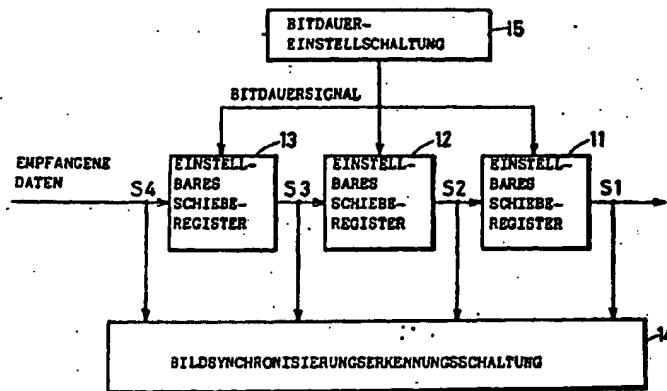 BITDAUER-
EINSTELLSCHALTUNG
15
BITDAUERSIGNAL
13
12
11
EMPFANGENE
DATEN
S4
EINSTELL-
BARES
SCHIEBE-
REGISTER
S3
EINSTELL-
BARES
SCHIEBE-
REGISTER
S2
EINSTELL-
BARES
SCHIEBE-
REGISTER
S1
14
BILDSYNCHRONISIERUNGSERKENNUNGSSCHALTUNG